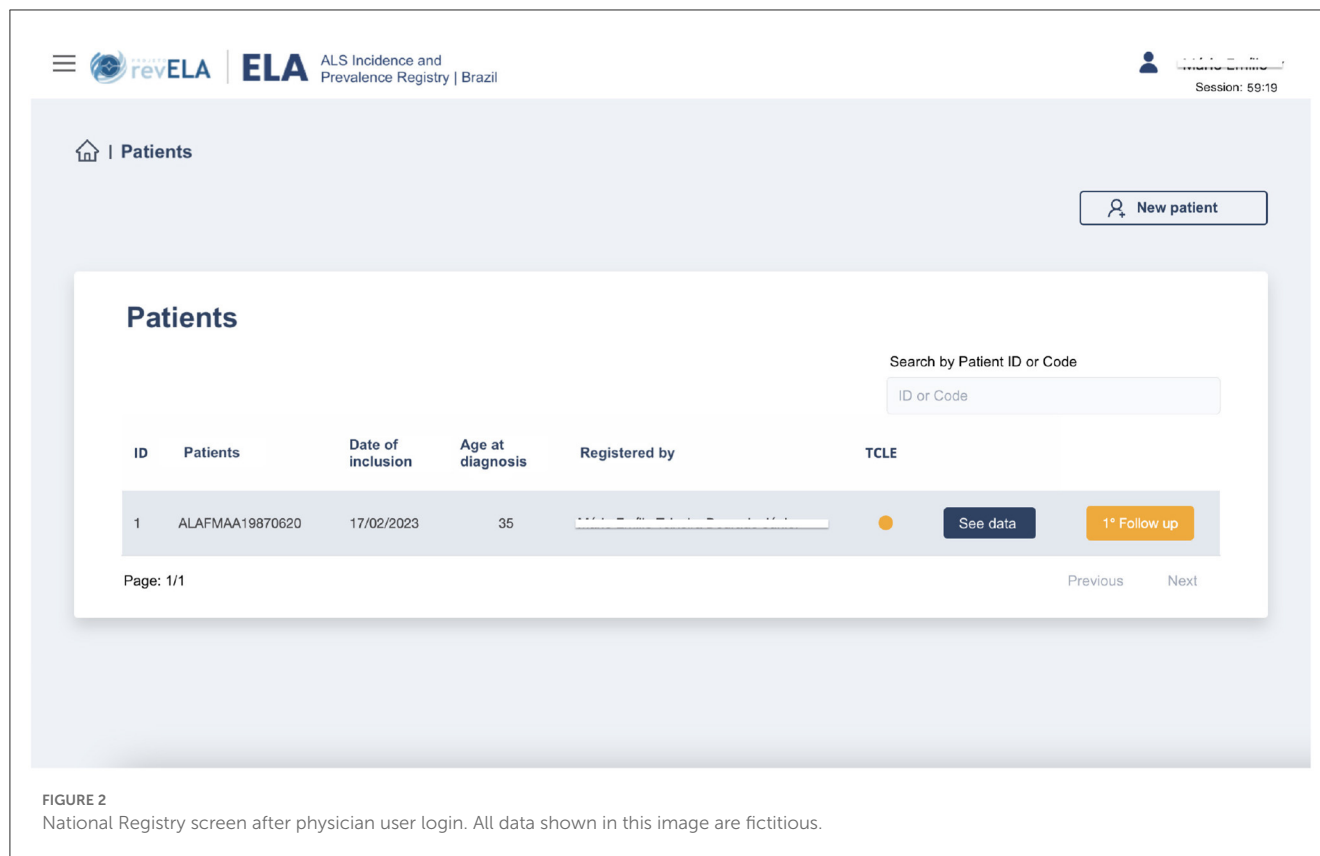 revELA ELA ALS Incidence and
Prevalence Registry | Brazil
Session: 59:19
| Patients
New patient
Patients
Search by Patient ID or Code
ID or Code
ID Patients Date of inclusion Age at diagnosis Registered by TCLE
1 ALAFMAA19870620 17/02/2023 35 See data 1º Follow up
Page: 1/1 Previous Next
FIGURE 2
National Registry screen after physician user login. All data shown in this image are fictitious.